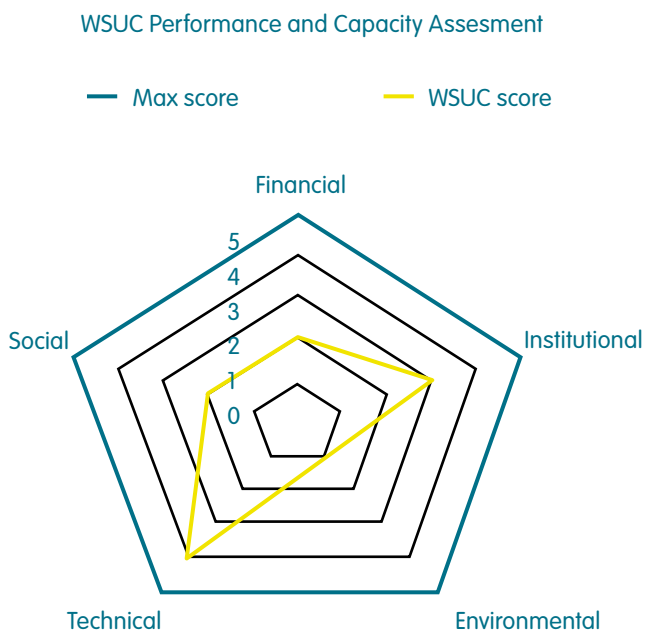 WSUC Performance and Capacity Assesment
Max score
WSUC score
Financial
5
4
3
2
1
0
Social
Institutional
Technical
Environmental